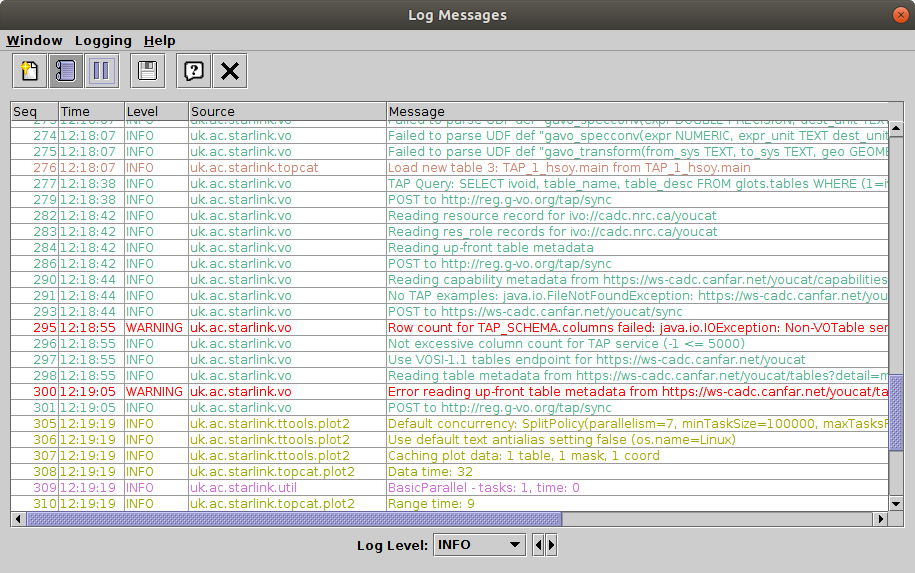 Log Messages
Window Logging Help
Seq Time Level Source Message
274 12:18:07 INFO uk.ac.starlink.vo Failed to parse UDF def "gavo_specconv(expr NUMERIC, expr_unit TEXT dest_unit
275 12:18:07 INFO uk.ac.starlink.vo Failed to parse UDF def "gavo_transform(from_sys TEXT, to_sys TEXT, geo GEOME
276 12:18:07 INFO uk.ac.starlink.topcat Load new table 3: TAP_1_hsoy.main from TAP_1_hsoy.main
277 12:18:38 INFO uk.ac.starlink.vo TAP Query: SELECT ivoid, table_name, table_desc FROM glots.tables WHERE (1=i
279 12:18:38 INFO uk.ac.starlink.vo POST to http://reg.g-vo.org/tap/sync
282 12:18:42 INFO uk.ac.starlink.vo Reading resource record for ivo://cadc.nrc.ca/youcat
283 12:18:42 INFO uk.ac.starlink.vo Reading res_role records for ivo://cadc.nrc.ca/youcat
284 12:18:42 INFO uk.ac.starlink.vo Reading up-front table metadata
286 12:18:42 INFO uk.ac.starlink.vo POST to http://reg.g-vo.org/tap/sync
290 12:18:44 INFO uk.ac.starlink.vo Reading capability metadata from https://ws-cadc.canfar.net/youcat/capabilities
291 12:18:44 INFO uk.ac.starlink.vo No TAP examples: java.io.FileNotFoundException: https://ws-cadc.canfar.net/you
293 12:18:44 INFO uk.ac.starlink.vo POST to https://ws-cadc.canfar.net/youcat/sync
295 12:18:55 WARNING uk.ac.starlink.vo Row count for TAP_SCHEMA.columns failed: java.io.IOException: Non-VOTable ser
296 12:18:55 INFO uk.ac.starlink.vo Not excessive column count for TAP service (-1 <= 5000)
297 12:18:55 INFO uk.ac.starlink.vo Use VOSI-1.1 tables endpoint for https://ws-cadc.canfar.net/youcat
298 12:18:55 INFO uk.ac.starlink.vo Reading table metadata from https://ws-cadc.canfar.net/youcat/tables?detail=m
300 12:19:05 WARNING uk.ac.starlink.vo Error reading up-front table metadata from https://ws-cadc.canfar.net/youcat/ta
301 12:19:05 INFO uk.ac.starlink.vo POST to http://reg.g-vo.org/tap/sync
305 12:19:19 INFO uk.ac.starlink.ttools.plot2 Default concurrency: SplitPolicy(parallelism=7, minTaskSize=100000, maxTasksP
306 12:19:19 INFO uk.ac.starlink.ttools.plot2 Use default text antialias setting false (os.name=Linux)
307 12:19:19 INFO uk.ac.starlink.ttools.plot2 Caching plot data: 1 table, 1 mask, 1 coord
308 12:19:19 INFO uk.ac.starlink.topcat.plot2 Data time: 32
309 12:19:19 INFO uk.ac.starlink.util BasicParallel - tasks: 1, time: 0
310 12:19:19 INFO uk.ac.starlink.topcat.plot2 Range time: 9
Log Level: INFO